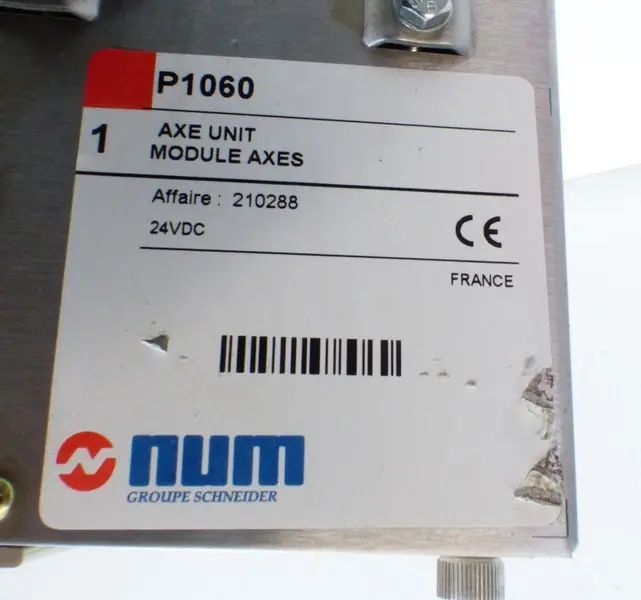 P1060
1
AXE UNIT
MODULE AXES
Affaire : 210288
24VDC
CE
FRANCE
num
GROUPE SCHNEIDER